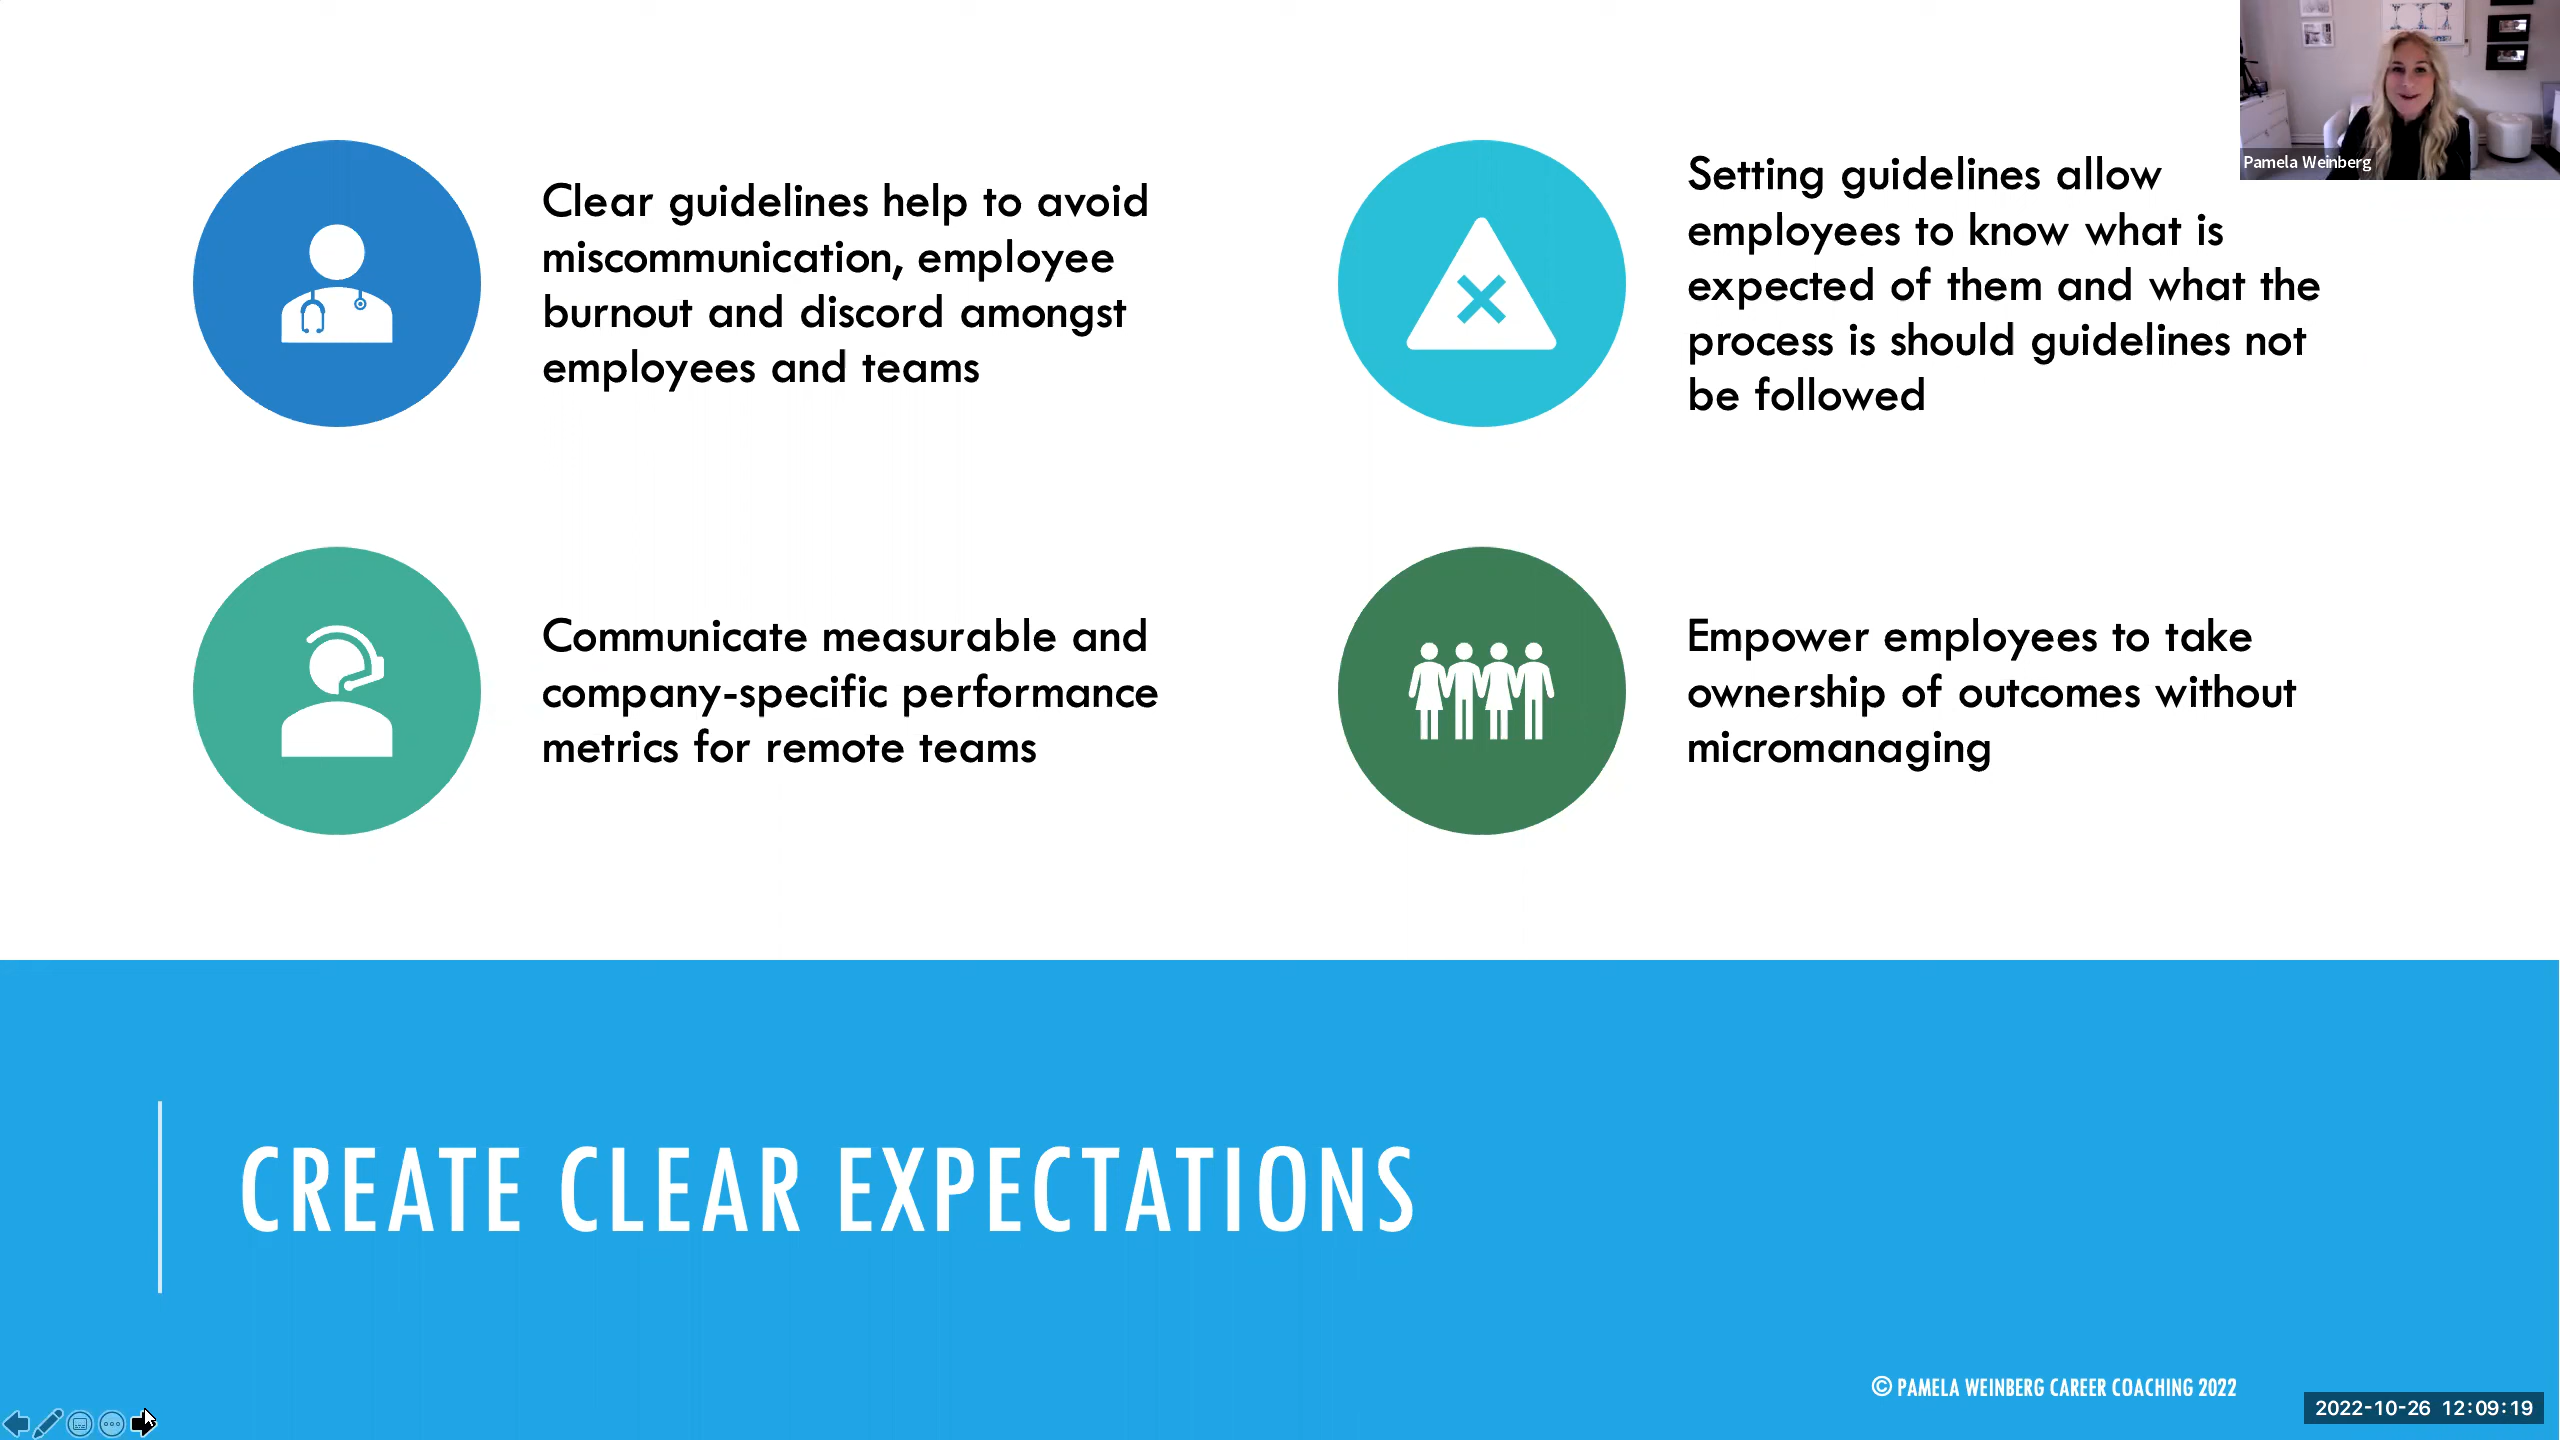 Clear guidelines help to avoid
miscommunication, employee
burnout and discord amongst
employees and teams
Setting guidelines allow
employees to know what is
expected of them and what the
process is should guidelines not
be followed
Communicate measurable and
company-specific performance
metrics for remote teams
Empower employees to take
ownership of outcomes without
micromanaging
CREATE CLEAR EXPECTATIONS
© PAMELA WEINBERG CAREER COACHING 2022
Pamela Weinberg
2022-10-26 12:09:19